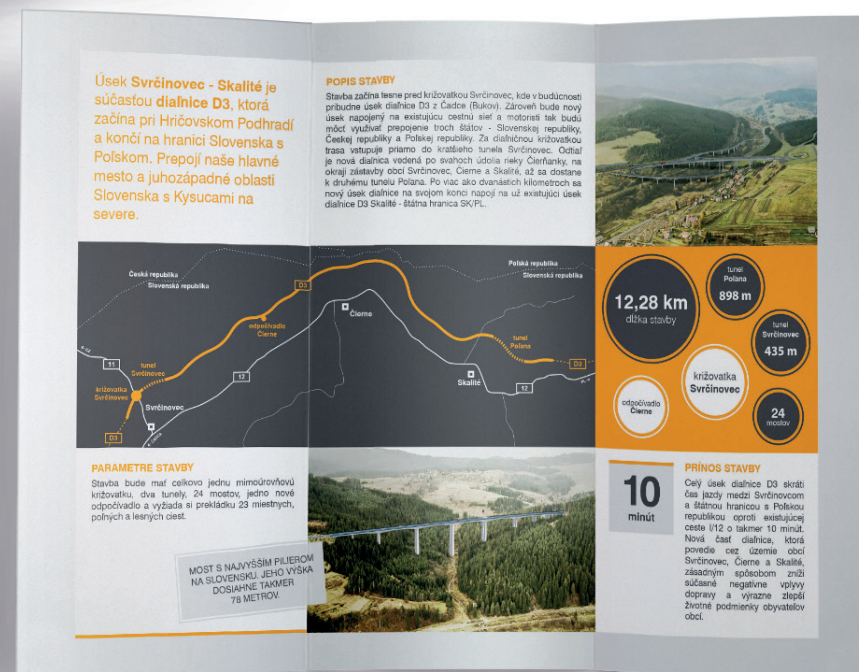 Úsek Svrčinovec - Skalité je
súčasťou diaľnice D3, ktorá
začína pri Hričovskom Podhradí
a končí na hranici Slovenska s
Poľskom. Prepojí naše hlavné
mesto a juhozápadné oblasti
Slovenska s Kysucami na
severe.
POPIS STAVBY
Stavba začína tesne pred križovatkou Svrčinovec, kde v budúcnosti
pribudne úsek diaľnice D3 z Čadce (Bukov). Zároveň bude nový
úsek napojený na existujúcu cestnú sieť a motoristi tak budú
môcť využívať prepojenie troch štátov - Slovenskej republiky,
Českej republiky a Poľskej republiky. Za diaľničnou križovatkou
trasa vstupuje priamo do kratšieho tunela Svrčinovec. Odtiaľ
je nová diaľnica vedená po svahoch údolia rieky Čierňanky, na
okraji zástavby obcí Svrčinovec, Čierne a Skalité, až sa dostane
k druhému tunelu Poľana. Po viac ako dvanástich kilometroch sa
nový úsek diaľnice na svojom konci napojí na už existujúci úsek
diaľnice D3 Skalité - štátna hranica SK/PL.
Česká republika
Slovenská republika
Poľská republika
Slovenská republika
D3
odpočívadlo
Čierne
Čierne
tunel
Svrčinovec
11
križovatka
Svrčinovec
Svrčinovec
12
D3
tunel
Poľana
D3
Skalité
12
12,28 km
dĺžka stavby
tunel
Poľana
898 m
tunel
Svrčinovec
435 m
križovatka
Svrčinovec
odpočívadlo
Čierne
24
mostov
PARAMETRE STAVBY
Stavba bude mať celkovo jednu mimoúrovňovú
križovatku, dva tunely, 24 mostov, jedno nové
odpočívadlo a vyžiada si prekládku 23 miestnych,
poľných a lesných ciest.
MOST S NAJVYŠŠÍM PILIEROM
NA SLOVENSKU. JEHO VÝŠKA
DOSIAHNE TAKMER
78 METROV.
10
minút
PRÍNOS STAVBY
Celý úsek diaľnice D3 skráti
čas jazdy medzi Svrčinovcom
a štátnou hranicou s Poľskou
republikou oproti existujúcej
ceste I/12 o takmer 10 minút.
Nová časť diaľnice, ktorá
povedie cez územie obcí
Svrčinovec, Čierne a Skalité,
zásadným spôsobom zníži
súčasné negatívne vplyvy
dopravy a výrazne zlepší
životné podmienky obyvateľov
obcí.